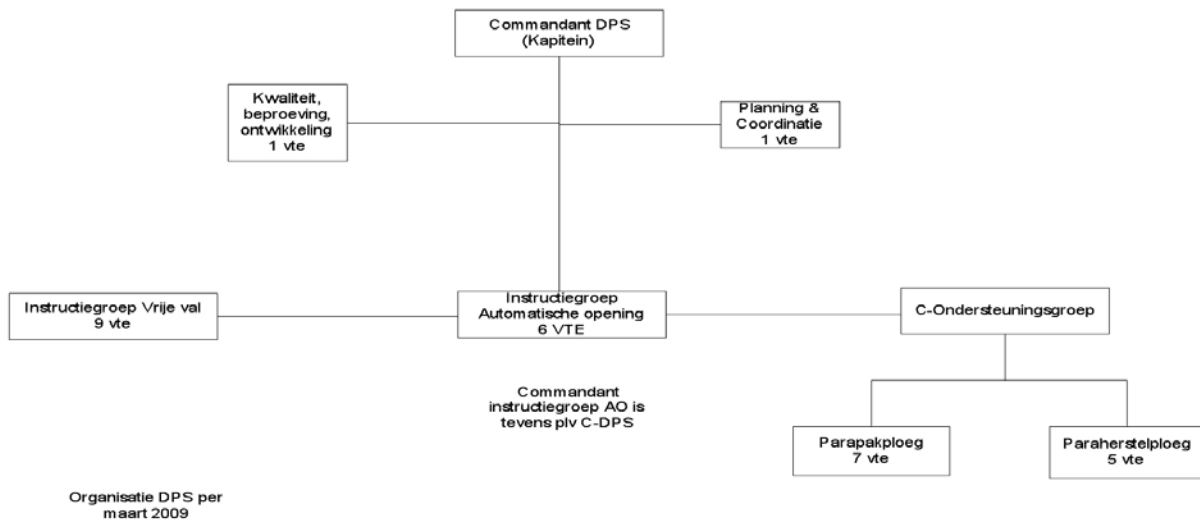 Commandant DPS
(Kapitein)
Kwaliteit,
beproeving,
ontwikkeling
1 vte
Planning &
Coordinatie
1 vte
Instructiegroep Vrije val
9 vte
Instructiegroep
Automatische opening
6 VTE
C-Ondersteuningsgroep
Commandant
instructiegroep AO is
tevens plv C-DPS
Parapakploeg
7 vte
Paraherstelploeg
5 vte
Organisatie DPS per
maart 2009